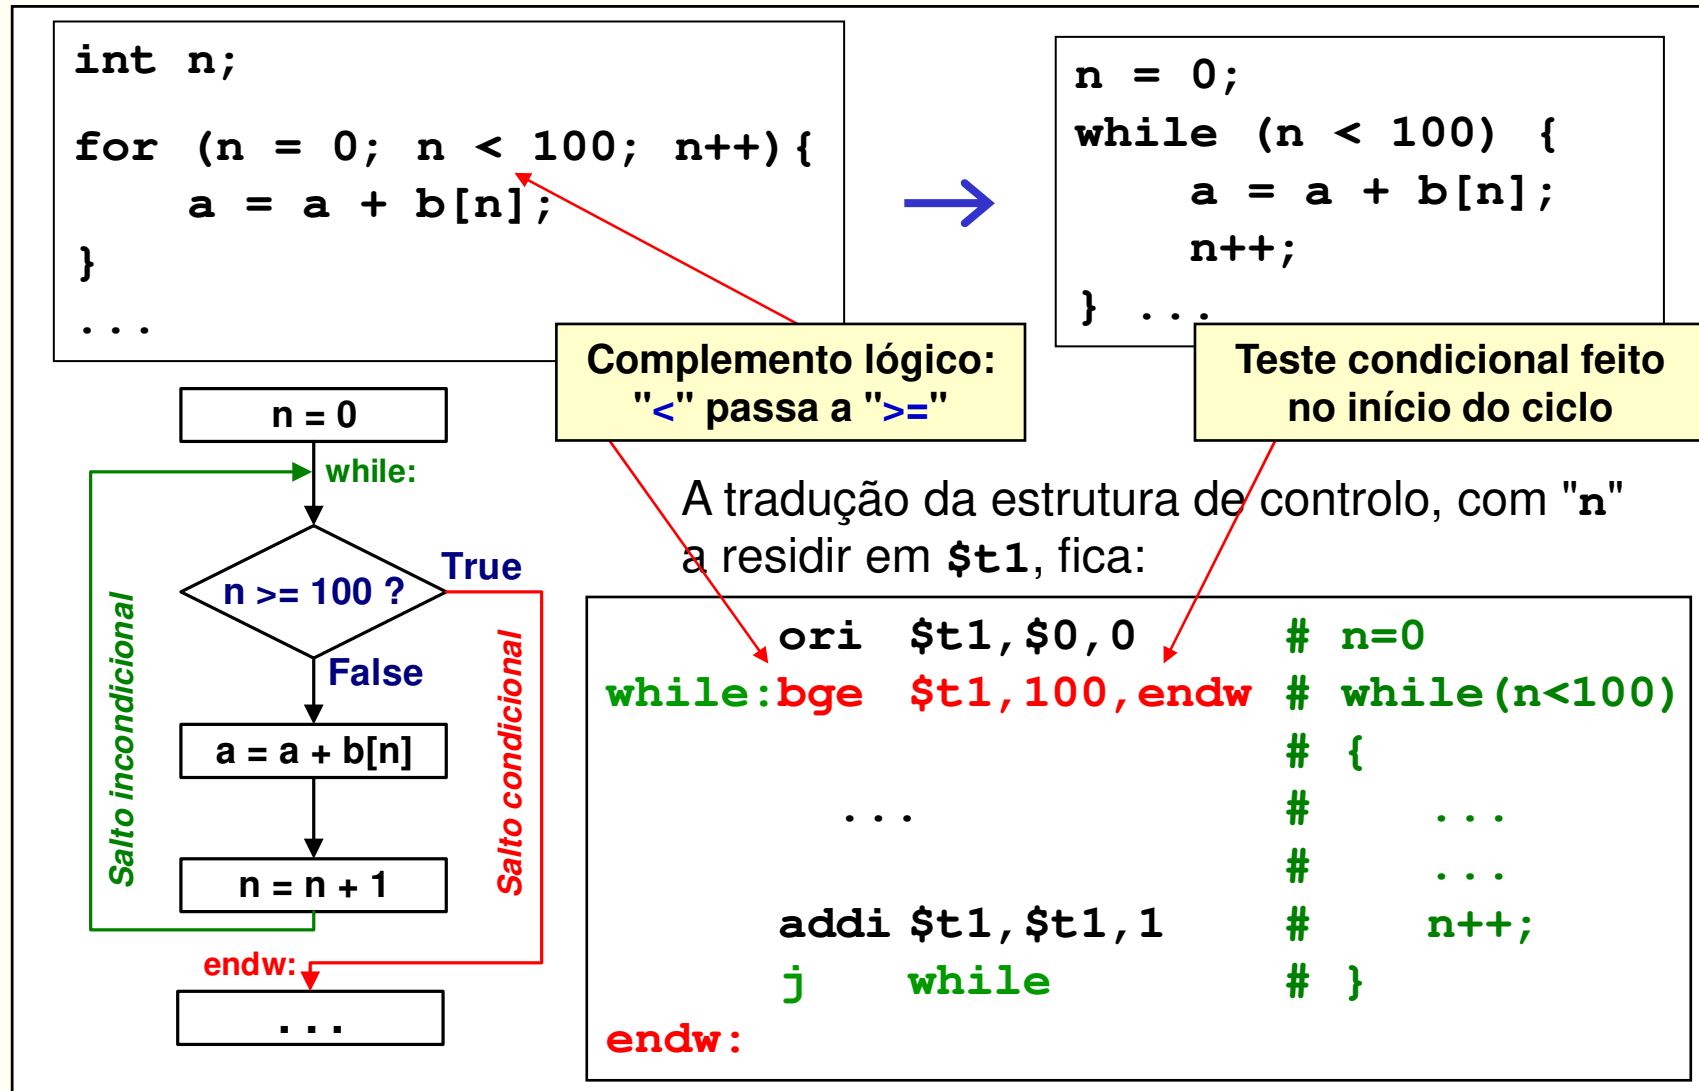 int n;
for (n = 0; n < 100; n++){
    a = a + b[n];
}
...
n = 0;
while (n < 100) {
    a = a + b[n];
    n++;
} ...
Complemento lógico:
"<" passa a ">="
Teste condicional feito
no início do ciclo
n = 0
while:
n >= 100 ?
True
False
a = a + b[n]
n = n + 1
Salto incondicional
Salto condicional
endw:
...
A tradução da estrutura de controlo, com "n"
a residir em $t1, fica:
ori $t1,$0,0 # n=0
while:bge $t1,100,endw # while(n<100)
# {
... # ...
# ...
addi $t1,$t1,1 # n++;
j while # }
endw: